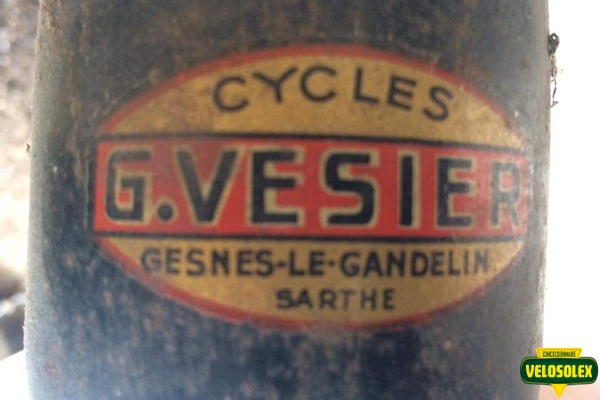 CYCLES
G.VESIER
GESNES-LE-GANDELIN
SARTHE
CONCESSIONNAIRE
VELOSOLEX